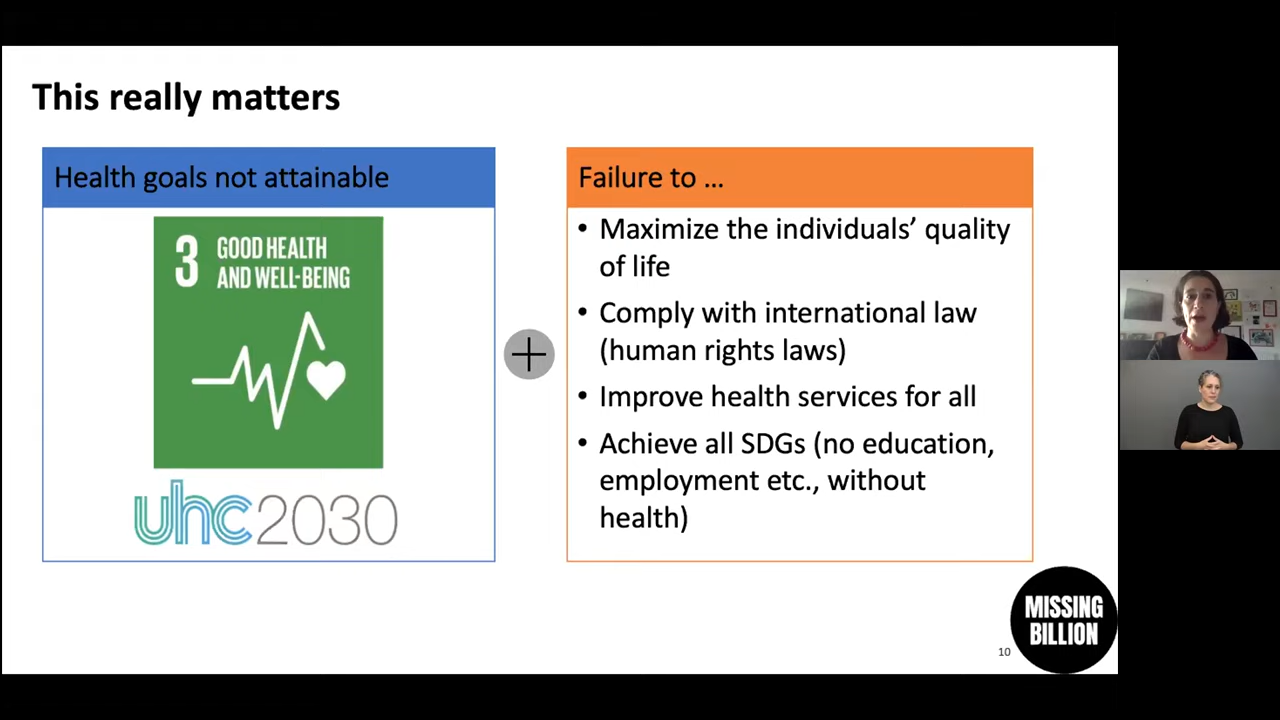 This really matters
Health goals not attainable
3 GOOD HEALTH
AND WELL-BEING
uhc2030
Failure to …
• Maximize the individuals’ quality
of life
• Comply with international law
(human rights laws)
• Improve health services for all
• Achieve all SDGs (no education,
employment etc., without
health)
MISSING
BILLION
10